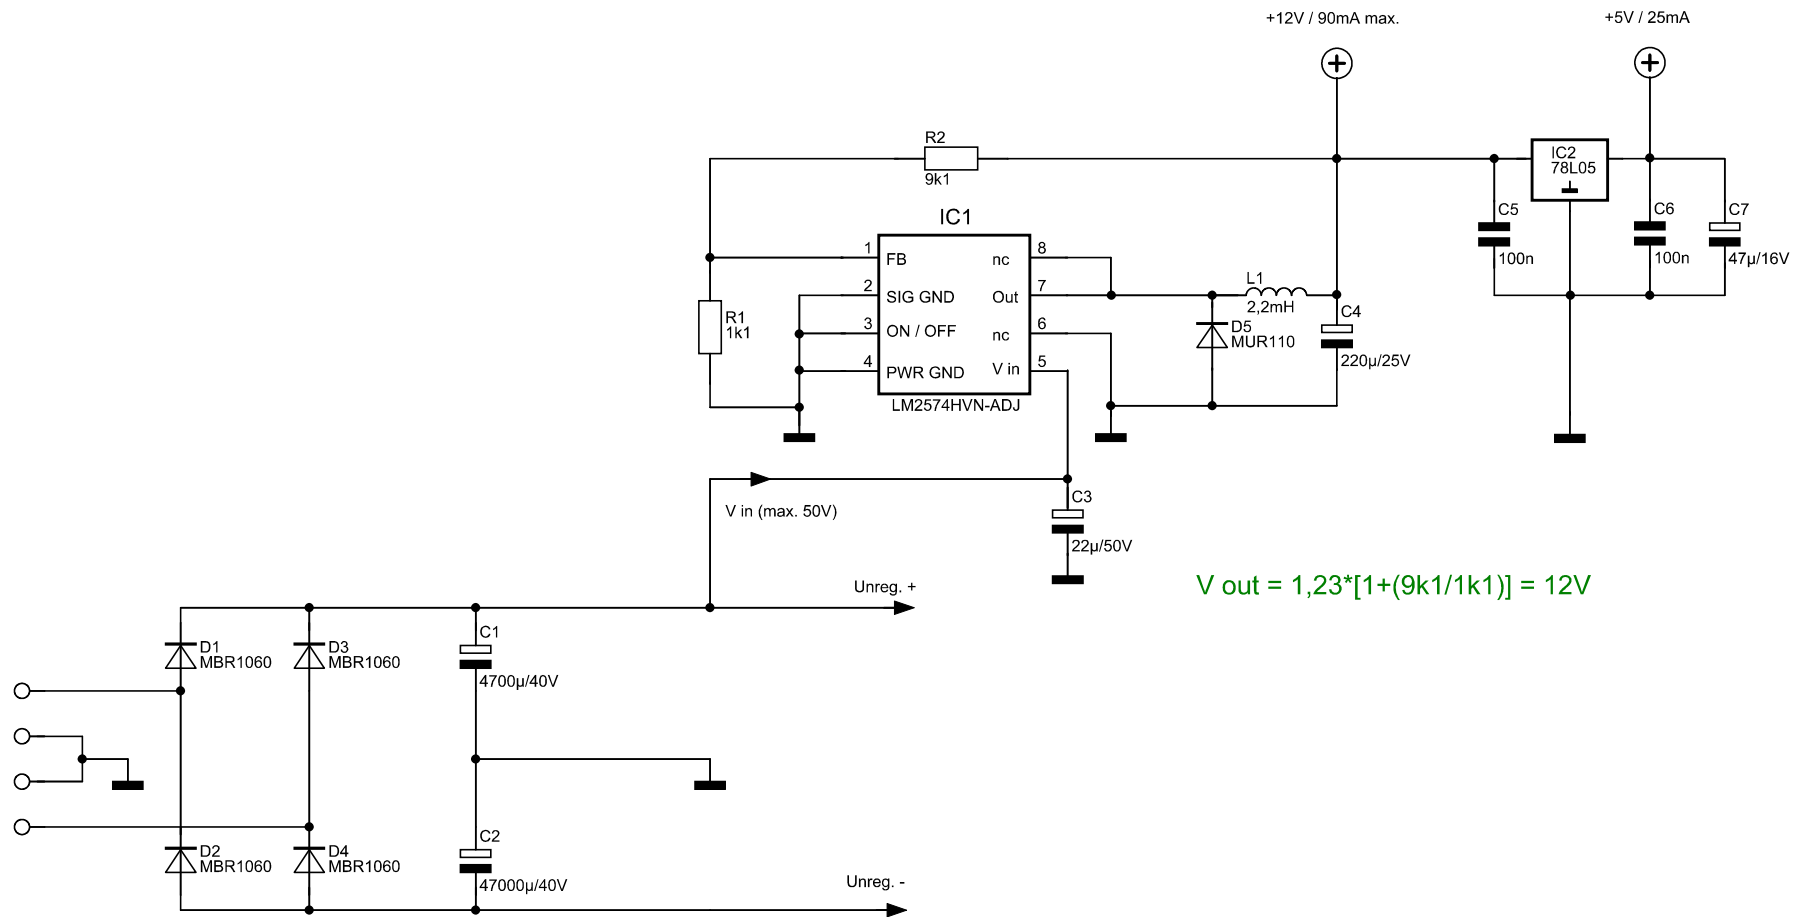 +12V / 90mA max.
+5V / 25mA
R2
9k1
IC2
78L05
IC1
C5
100n
C6
100n
C7
47µ/16V
1
FB
2
SIG GND
3
ON / OFF
4
PWR GND
nc
8
Out
7
nc
6
V in
5
LM2574HVN-ADJ
R1
1k1
L1
2,2mH
D5
MUR110
C4
220µ/25V
V in (max. 50V)
C3
22µ/50V
V out = 1,23*[1+(9k1/1k1)] = 12V
Unreg. +
D1
MBR1060
D3
MBR1060
C1
4700µ/40V
D2
MBR1060
D4
MBR1060
C2
47000µ/40V
Unreg. -